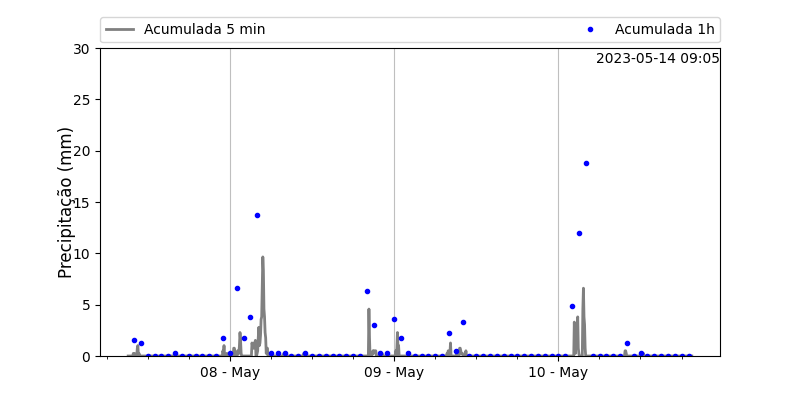 Acumulada 5 min
Acumulada 1h
2023-05-14 09:05
Precipitação (mm)
30
25
20
15
10
5
0
08 - May
09 - May
10 - May